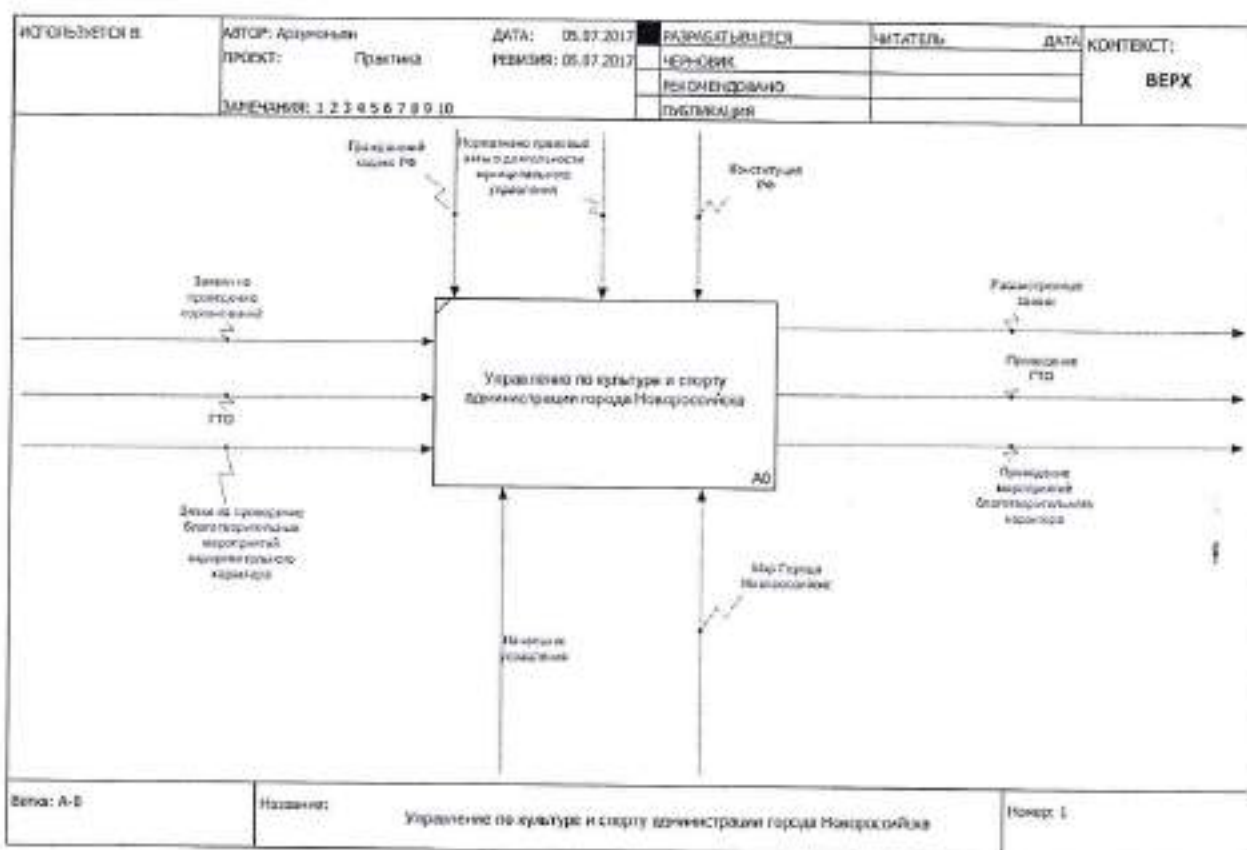 ИСПОЛЬЗУЕТСЯ В:
АВТОР: Арзуманьян
ДАТА: 05.07.2017
ПРОЕКТ: Практика
РЕВИЗИЯ: 05.07.2017
ЗАМЕЧАНИЯ: 1 2 3 4 5 6 7 8 9 10
РАЗРАБАТЫВАЕТСЯ
ЧЕРНОВИК
РЕКОМЕНДОВАНО
ПУБЛИКАЦИЯ
ЧИТАТЕЛЬ
ДАТА
КОНТЕКСТ:
ВЕРХ
Гражданский
кодекс РФ
Нормативно правовые
акты о деятельности
муниципального
управления
Конституция
РФ
Заявки на
проведение
соревнований
ГТО
Заявки на проведение
благотворительных
мероприятий
характера
Управление по культуре и спорту
администрации города Новороссийска
A0
Рассмотренные
заявки
Проведение
ГТО
Проведение
мероприятий
благотворительного
характера
Начальник
управления
Мэр Города
Новороссийска
Ветка: A-0
Название:
Управление по культуре и спорту администрации города Новороссийска
Номер: 1